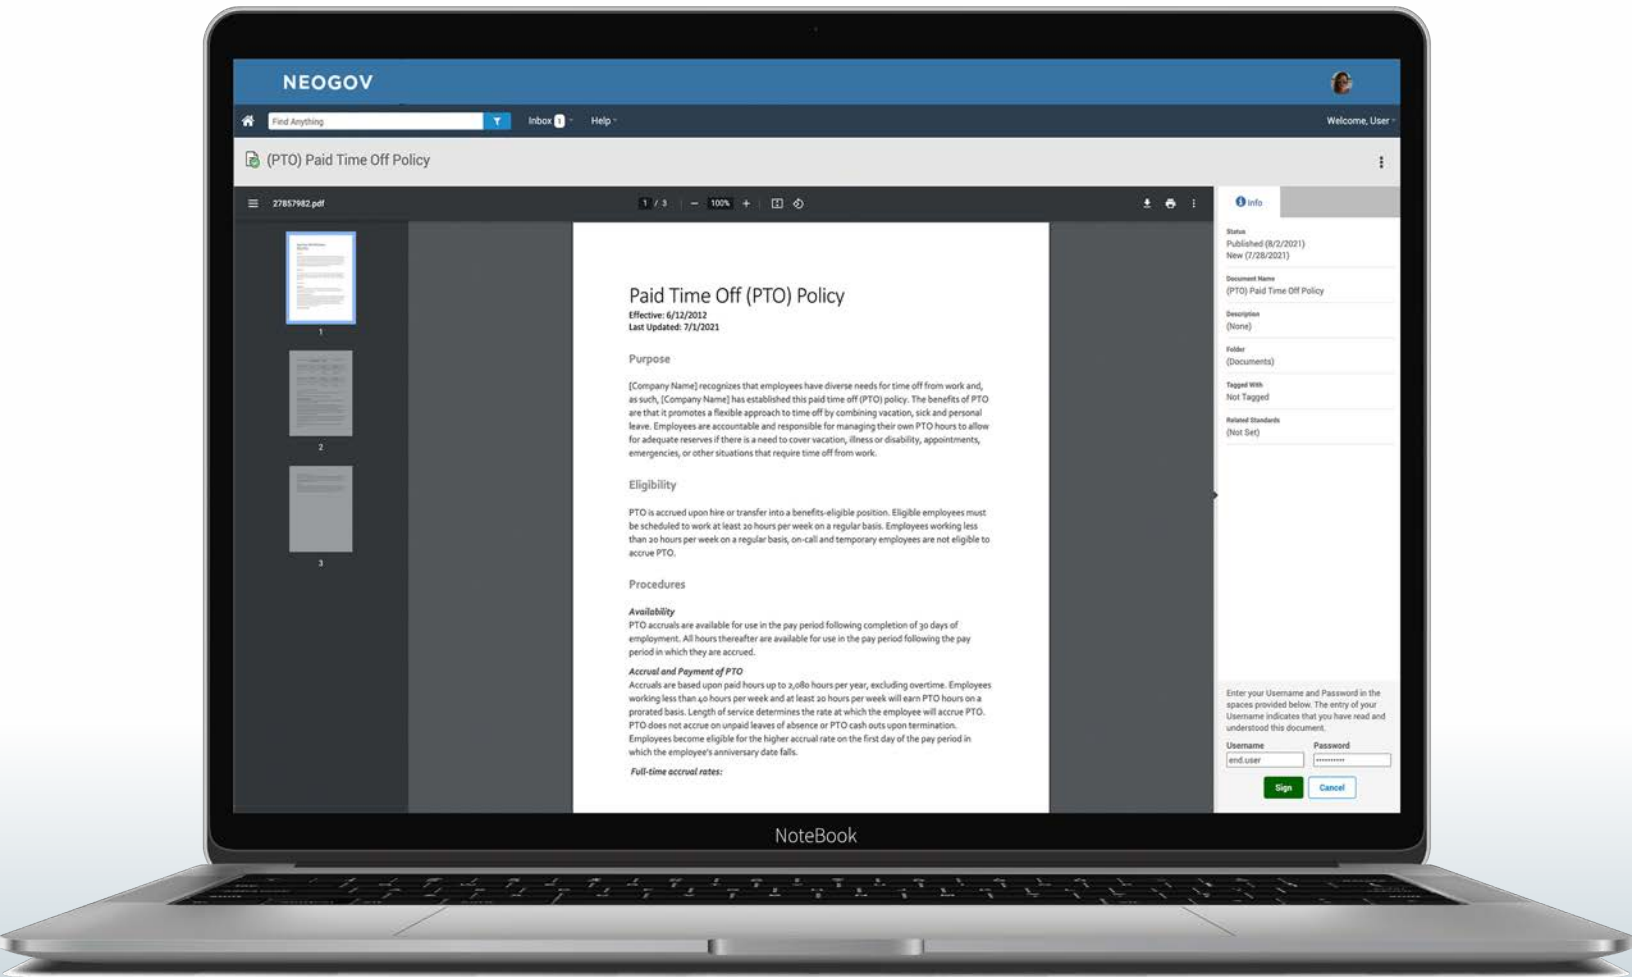 NEOGOV
Find Anything
Inbox 1
Help
Welcome, User
(PTO) Paid Time Off Policy
27857982.pdf
1 / 3
100%
Info
1
2
3
Paid Time Off (PTO) Policy
Effective: 6/12/2012
Last Updated: 7/1/2021
Purpose
[Company Name] recognizes that employees have diverse needs for time off from work and,
as such, [Company Name] has established this paid time off (PTO) policy. The benefits of PTO
are that it promotes a flexible approach to time off by combining vacation, sick and personal
leave. Employees are accountable and responsible for managing their own PTO hours to allow
for adequate reserves if there is a need to cover vacation, illness or disability, appointments,
emergencies, or other situations that require time off from work.
Eligibility
PTO is accrued upon hire or transfer into a benefits-eligible position. Eligible employees must
be scheduled to work at least 20 hours per week on a regular basis. Employees working less
than 20 hours per week on a regular basis, on-call and temporary employees are not eligible to
accrue PTO.
Procedures
Availability
PTO accruals are available for use in the pay period following completion of 30 days of
employment. All hours thereafter are available for use in the pay period following the pay
period in which they are accrued.
Accrual and Payment of PTO
Accruals are based upon paid hours up to 2,080 hours per year, excluding overtime. Employees
working less than 40 hours per week and at least 20 hours per week will earn PTO hours on a
prorated basis. Length of service determines the rate at which the employee will accrue PTO.
PTO does not accrue on unpaid leaves of absence or PTO cash outs upon termination.
Employees become eligible for the higher accrual rate on the first day of the pay period in
which the employee's anniversary date falls.
Full-time accrual rates:
Status
Published (8/2/2021)
New (7/28/2021)
Document Name
(PTO) Paid Time Off Policy
Description
(None)
Folder
(Documents)
Tagged With
Not Tagged
Related Standards
(Not Set)
Enter your Username and Password in the
spaces provided below. The entry of your
Username indicates that you have read and
understood this document.
Username
Password
end.user
Sign
Cancel
NoteBook